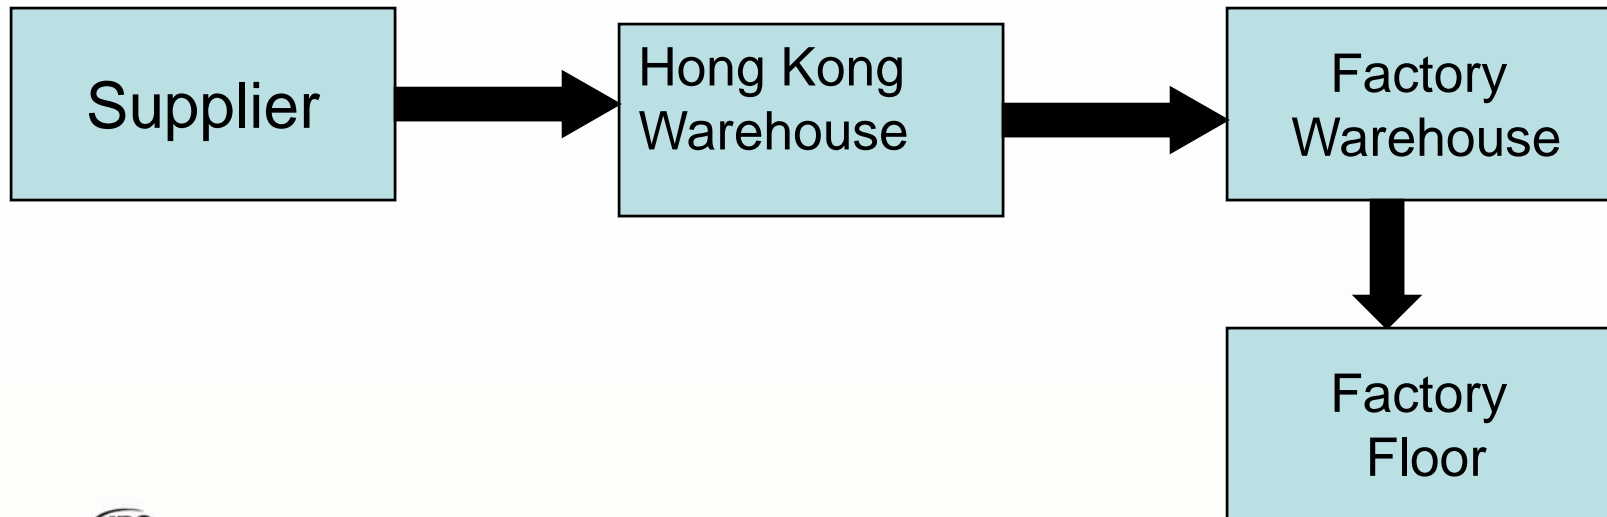 Supplier
Hong Kong
Warehouse
Factory
Warehouse
Factory
Floor